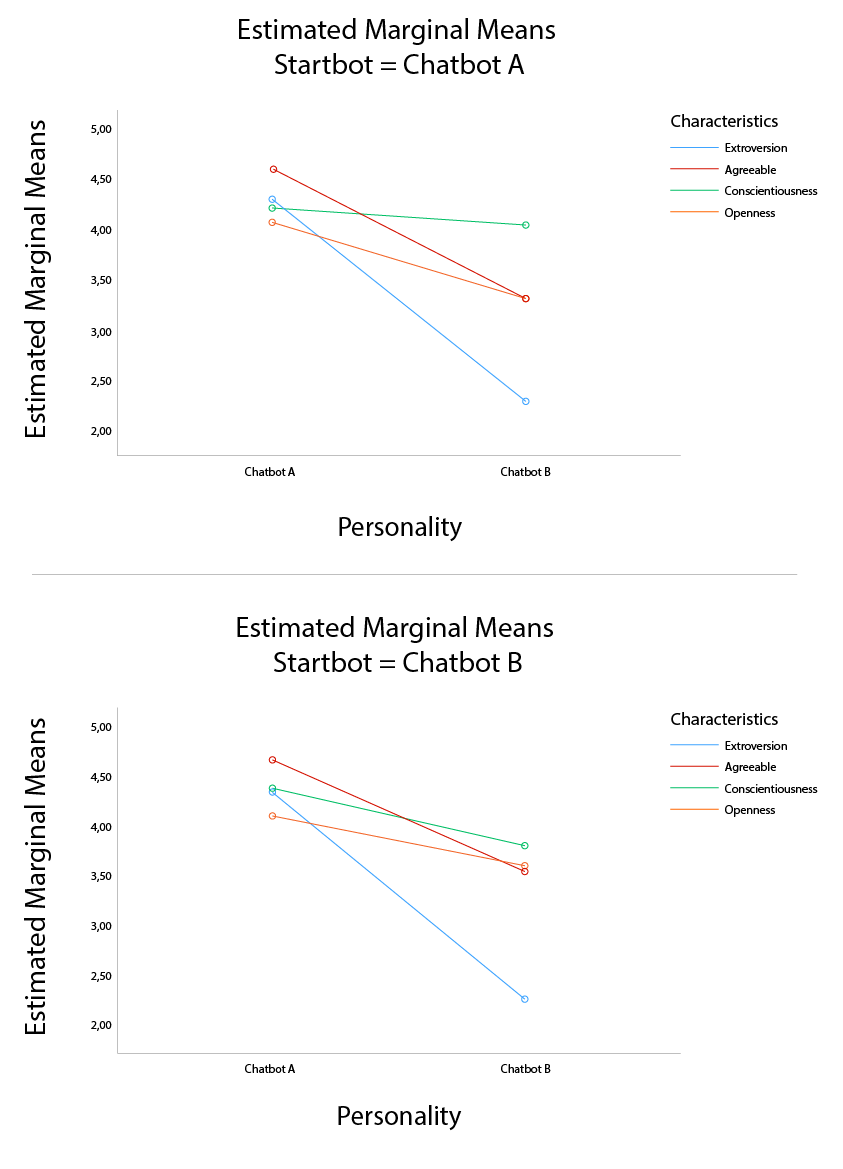 Estimated Marginal Means
Startbot = Chatbot A
Estimated Marginal Means
5,00
4,50
4,00
3,50
3,00
2,50
2,00
Chatbot A
Chatbot B
Personality
Characteristics
Extroversion
Agreeable
Conscientiousness
Openness
Estimated Marginal Means
Startbot = Chatbot B
Estimated Marginal Means
5,00
4,50
4,00
3,50
3,00
2,50
2,00
Chatbot A
Chatbot B
Personality
Characteristics
Extroversion
Agreeable
Conscientiousness
Openness